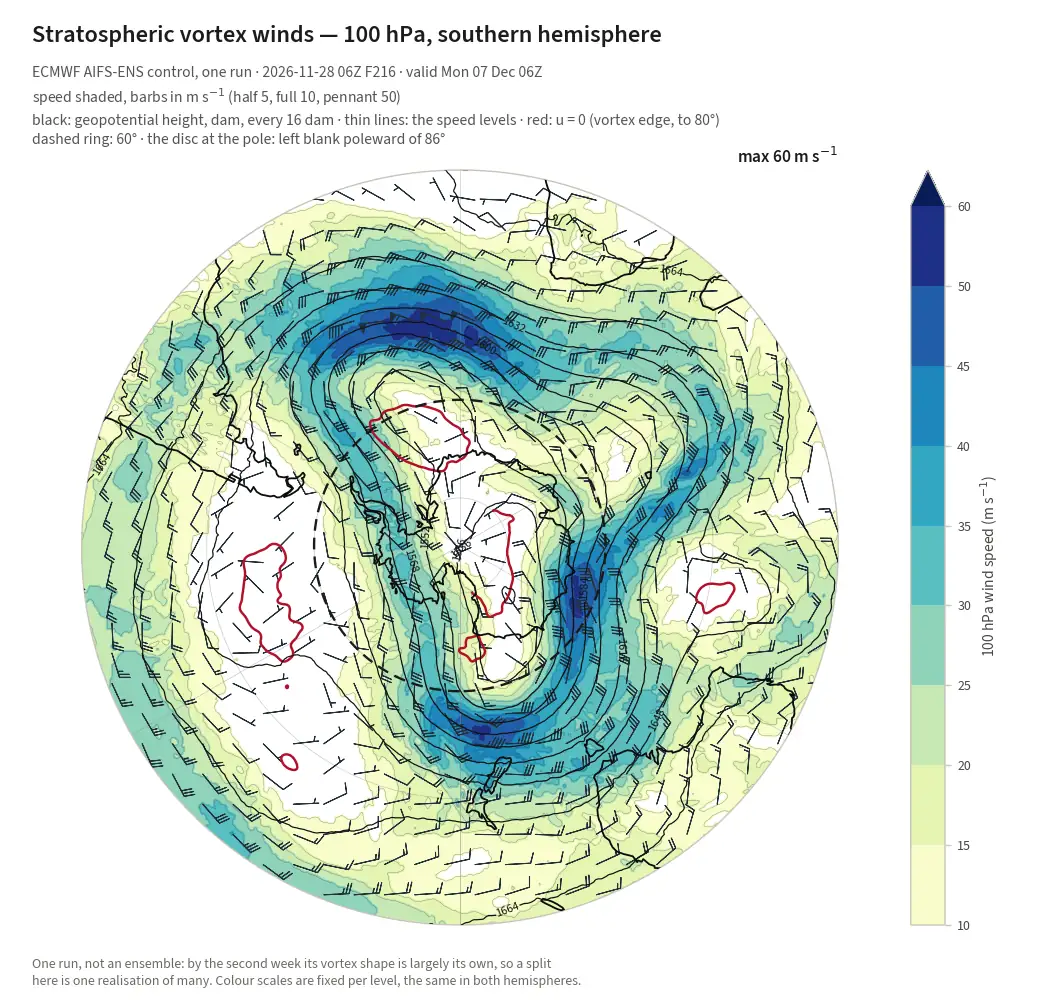 Stratospheric vortex winds — 100 hPa, southern hemisphere
ECMWF AIFS-ENS control, one run · 2026-11-28 06Z F216 · valid Mon 07 Dec 06Z
speed shaded, barbs in m s⁻¹ (half 5, full 10, pennant 50)
black: geopotential height, dam, every 16 dam · thin lines: the speed levels · red: u = 0 (vortex edge, to 80°)
dashed ring: 60° · the disc at the pole: left blank poleward of 86°
max 60 m s⁻¹
60
50
45
40
35
30
25
20
15
10
100 hPa wind speed (m s⁻¹)
1664
1632
1600
1664
1552
1568
1584
1648
1664
One run, not an ensemble: by the second week its vortex shape is largely its own, so a split
here is one realisation of many. Colour scales are fixed per level, the same in both hemispheres.